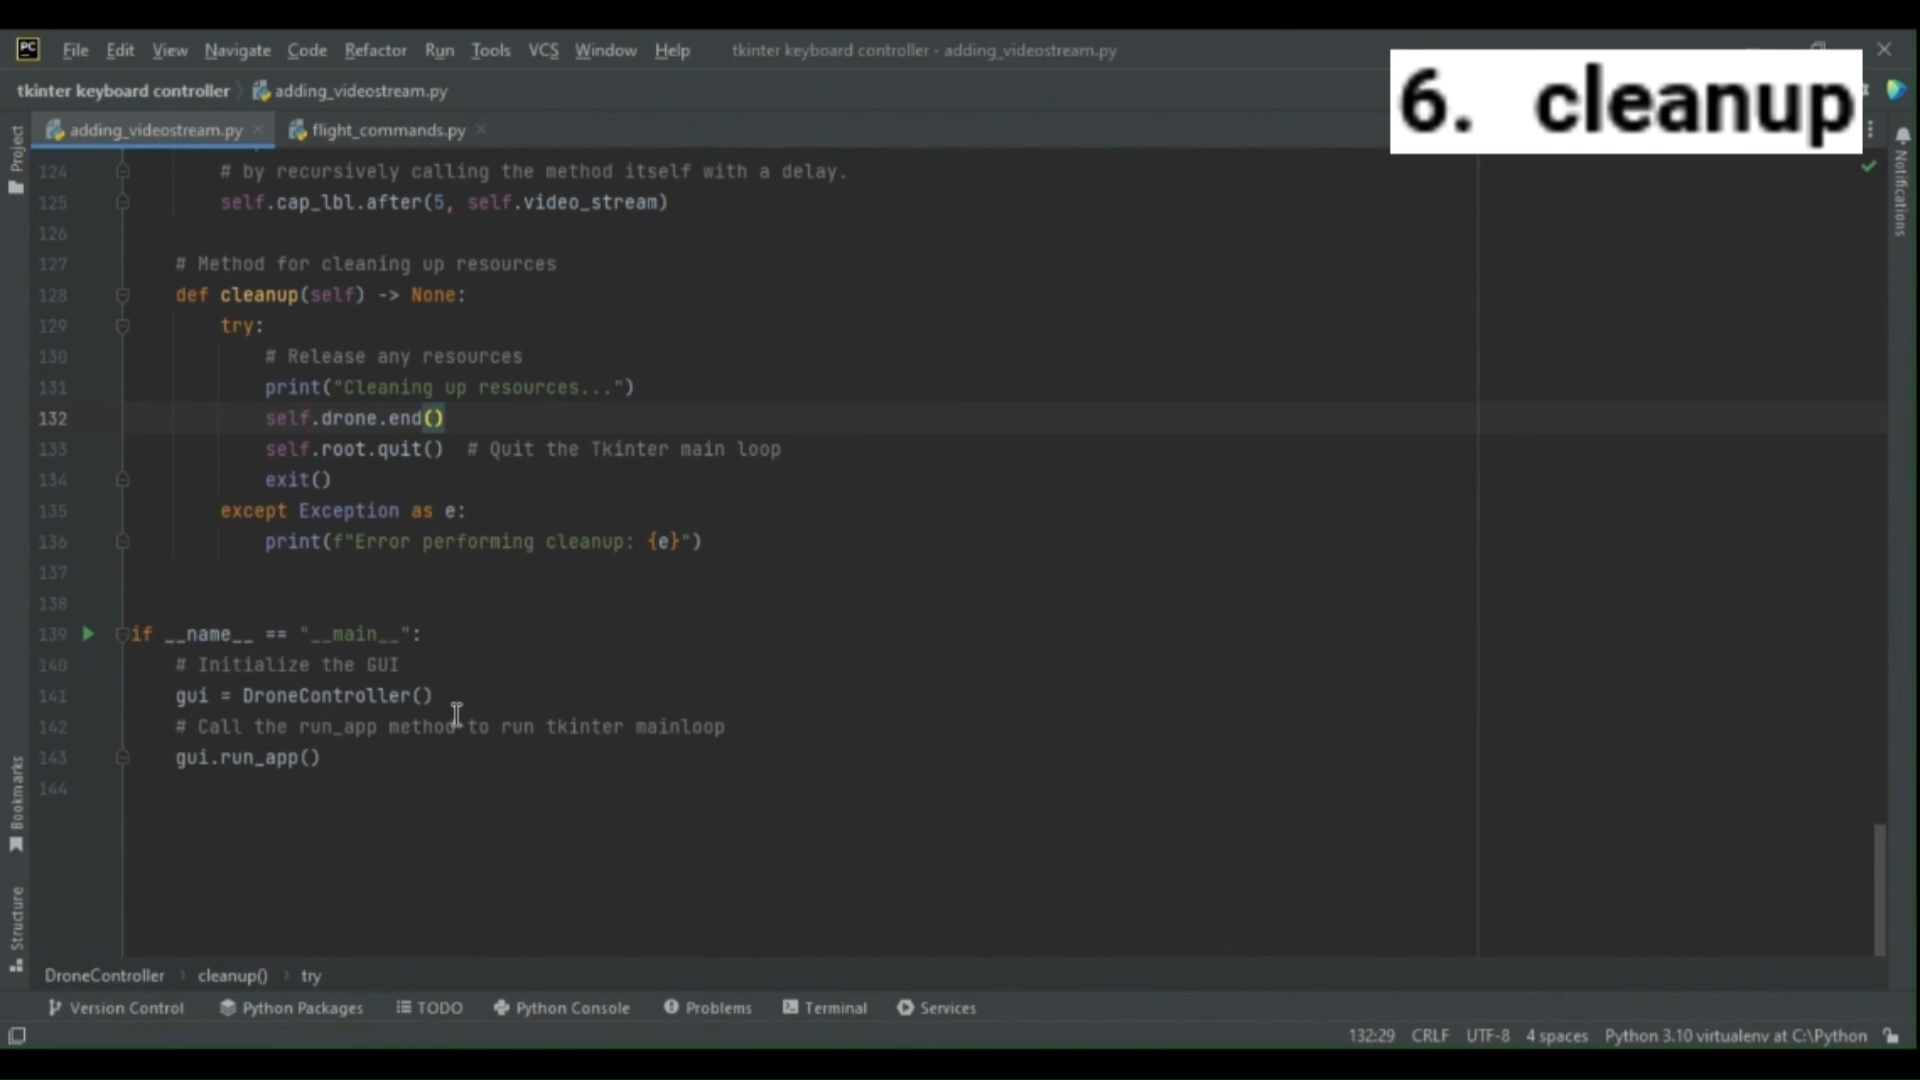 PC File Edit View Navigate Code Refactor Run Tools VCS Window Help tkinter keyboard controller - adding_videostream.py
6. cleanup
tkinter keyboard controller adding_videostream.py
adding_videostream.py flight_commands.py
Project
Notifications
124 # by recursively calling the method itself with a delay.
125 self.cap_lbl.after(5, self.video_stream)
126
127 # Method for cleaning up resources
128 def cleanup(self) -> None:
129 try:
130 # Release any resources
131 print("Cleaning up resources...")
132 self.drone.end()
133 self.root.quit() # Quit the Tkinter main loop
134 exit()
135 except Exception as e:
136 print(f"Error performing cleanup: {e}")
137
138
139 if __name__ == "__main__":
140 # Initialize the GUI
141 gui = DroneController()
142 # Call the run_app method to run tkinter mainloop
143 gui.run_app()
144
Bookmarks
Structure
DroneController cleanup() try
Version Control Python Packages TODO Python Console Problems Terminal Services
132:29 CRLF UTF-8 4 spaces Python 3.10 virtualenv at C:\Python